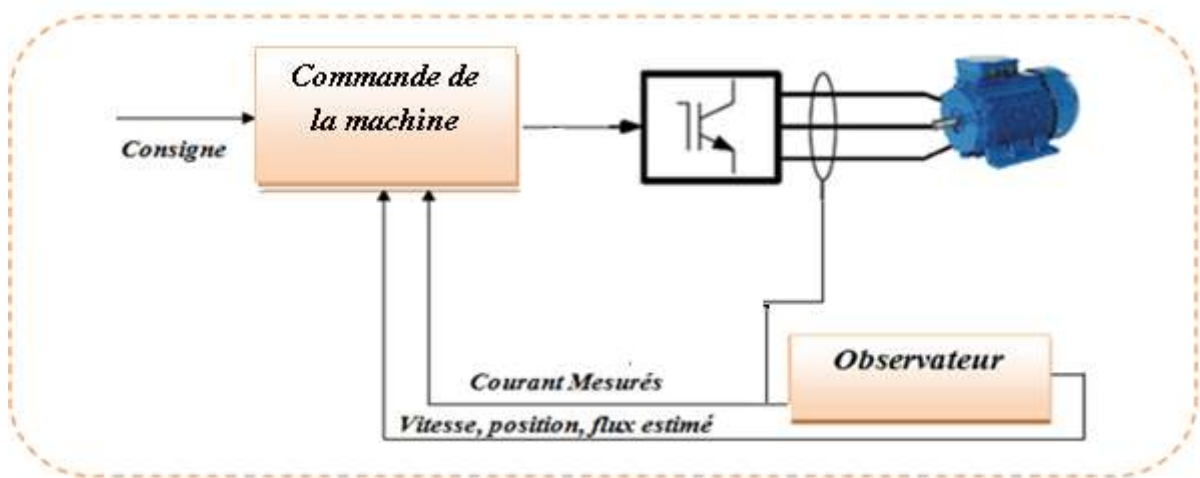 Commande de
la machine
Consigne
Observateur
Courant Mesurés
Vitesse, position, flux estimé